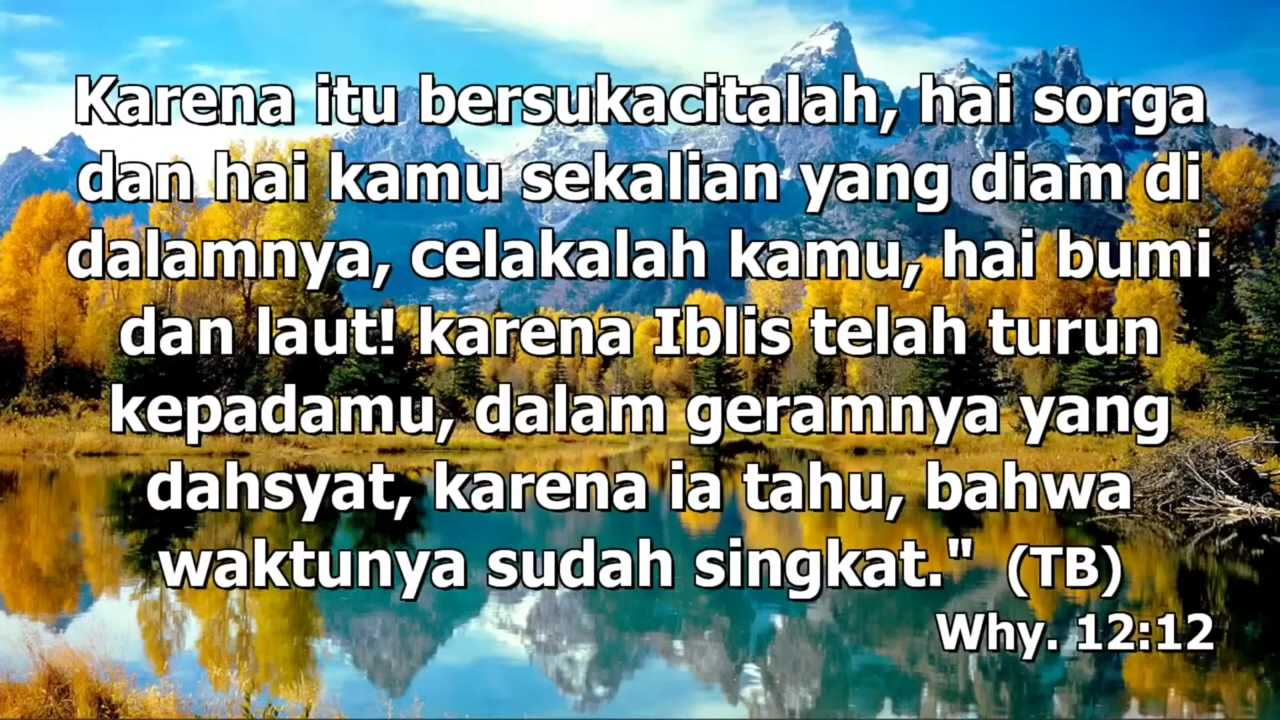 Karena itu bersukacitalah, hai sorga
dan hai kamu sekalian yang diam di
dalamnya, celakalah kamu, hai bumi
dan laut! karena Iblis telah turun
kepadamu, dalam geramnya yang
dahsyat, karena ia tahu, bahwa
waktunya sudah singkat." (TB)
Why. 12:12